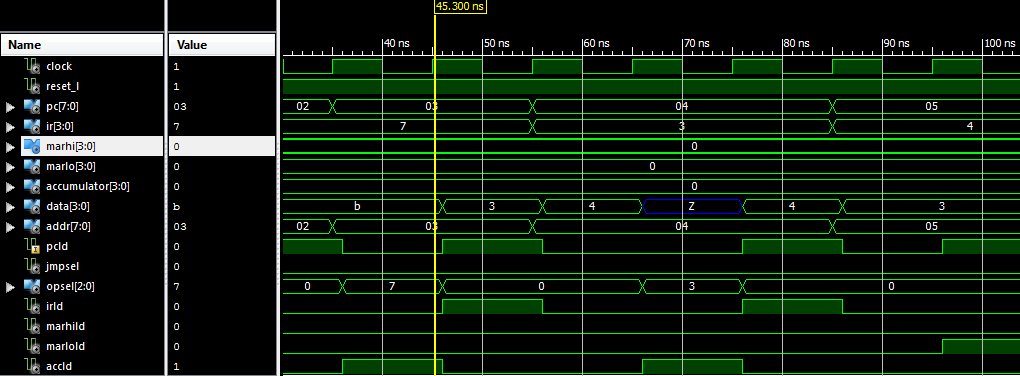 45.300 ns
Name Value 40 ns 50 ns 60 ns 70 ns 80 ns 90 ns 100 ns
clock 1
reset_l 1
pc[7:0] 03 02 03 04 05
ir[3:0] 7 7 3 4
marhi[3:0] 0 0
marlo[3:0] 0 0
accumulator[3:0] 0 0
data[3:0] b b 3 4 Z 4 3
addr[7:0] 03 02 03 04 05
pcld 0
jmpsel 0
opsel[2:0] 7 0 7 0 3 0
irld 0
marhild 0
marlold 0
accld 1